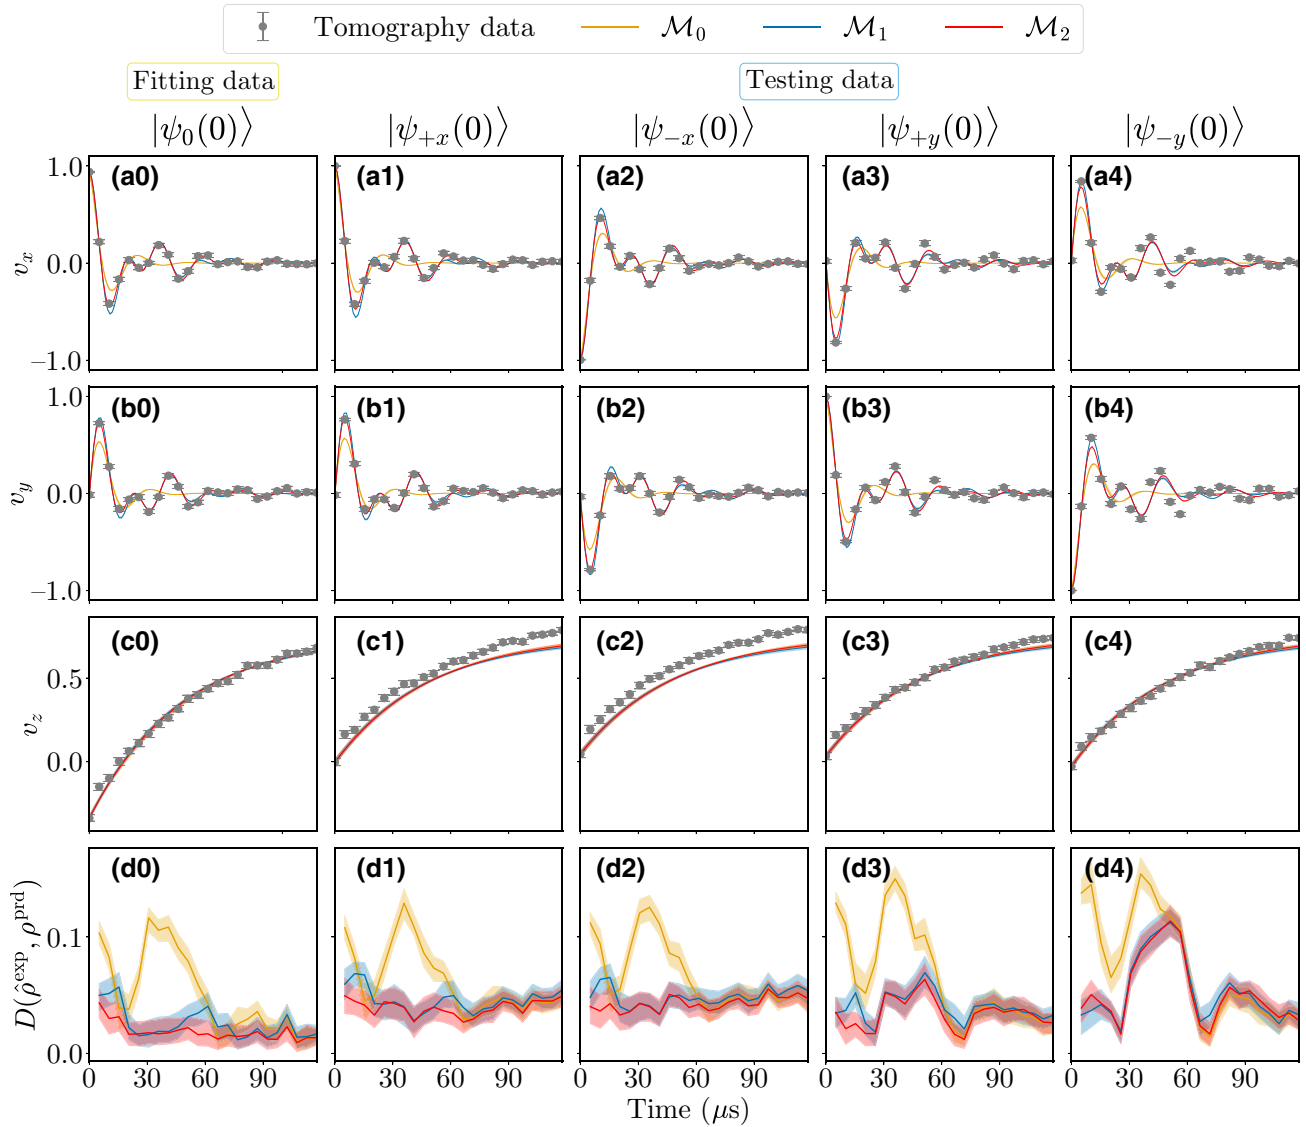 Tomography data M₀ M₁ M₂
Fitting data Testing data
|ψ₀(0)⟩ |ψ₊ₓ(0)⟩ |ψ₋ₓ(0)⟩ |ψ₊ᵧ(0)⟩ |ψ₋ᵧ(0)⟩
(a0) (a1) (a2) (a3) (a4)
1.0
0.0
−1.0
vₓ
(b0) (b1) (b2) (b3) (b4)
1.0
0.0
−1.0
v_y
(c0) (c1) (c2) (c3) (c4)
0.5
0.0
v_z
(d0) (d1) (d2) (d3) (d4)
0.1
0.0
D(ρ̂^exp, ρ^prd)
0 30 60 90 0 30 60 90 0 30 60 90 0 30 60 90 0 30 60 90
Time (μs)